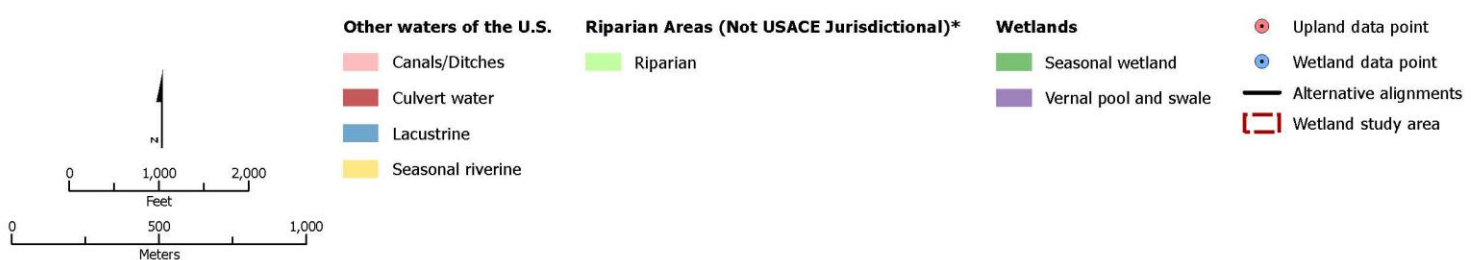 Other waters of the U.S.
Canals/Ditches
Culvert water
Lacustrine
Seasonal riverine
Riparian Areas (Not USACE Jurisdictional)*
Riparian
Wetlands
Seasonal wetland
Vernal pool and swale
Upland data point
Wetland data point
Alternative alignments
Wetland study area
N
0 1,000 2,000
Feet
0 500 1,000
Meters